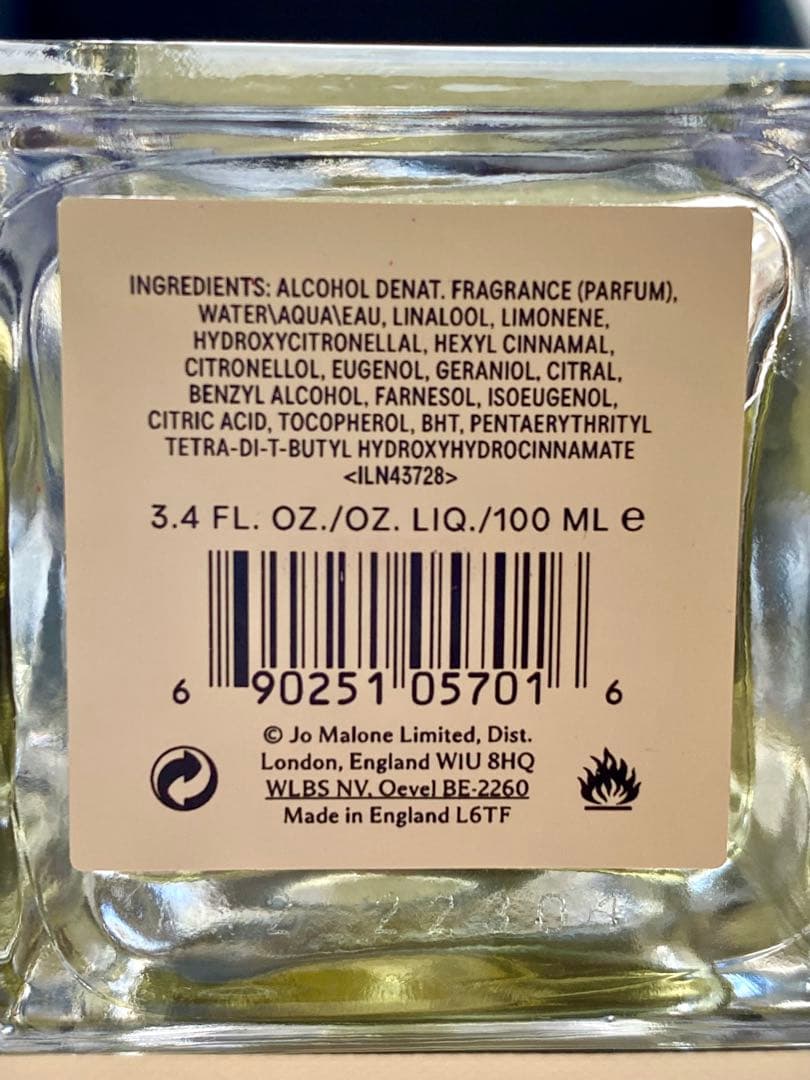 INGREDIENTS: ALCOHOL DENAT. FRAGRANCE (PARFUM),
WATER\AQUA\EAU, LINALOOL, LIMONENE,
HYDROXYCITRONELLAL, HEXYL CINNAMAL,
CITRONELLOL, EUGENOL, GERANIOL, CITRAL,
BENZYL ALCOHOL, FARNESOL, ISOEUGENOL,
CITRIC ACID, TOCOPHEROL, BHT, PENTAERYTHRITYL
TETRA-DI-T-BUTYL HYDROXYHYDROCINNAMATE
<ILN43728>
3.4 FL. OZ./OZ. LIQ./100 ML e
6 90251 05701 6
© Jo Malone Limited, Dist.
London, England W1U 8HQ
WLBS NV, Oevel BE-2260
Made in England L6TF